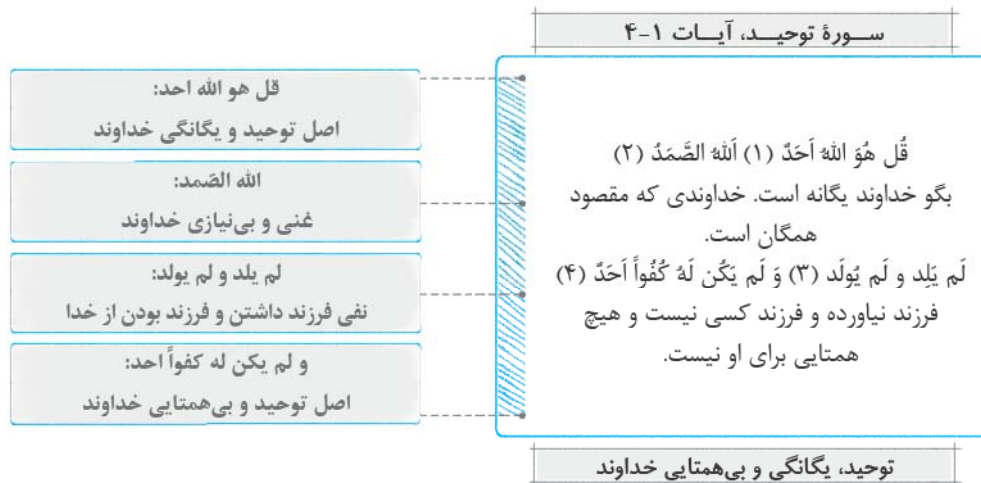 ســورهٔ توحیــد، آیــات ۱-۴
قُل هُوَ اللهُ اَحَدٌ (۱) اَللهُ الصَّمَدُ (۲)
بگو خداوند یگانه است. خداوندی که مقصود
همگان است.
لَم یَلِد و لَم یُولَد (۳) وَ لَم یَکُن لَهُ کُفُواً اَحَدٌ (۴)
فرزند نیاورده و فرزند کسی نیست و هیچ
همتایی برای او نیست.
قل هو الله احد:
اصل توحید و یگانگی خداوند
الله الصّمد:
غنی و بی‌نیازی خداوند
لم یلد و لم یولد:
نفی فرزند داشتن و فرزند بودن از خدا
و لم یکن له کفواً احد:
اصل توحید و بی‌همتایی خداوند
توحید، یگانگی و بی‌همتایی خداوند